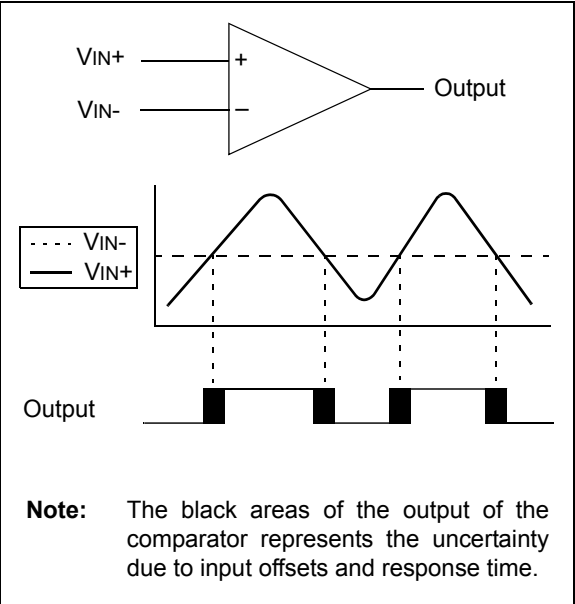 VIN+
+
Output
VIN-
–
VIN-
VIN+
Output
Note: The black areas of the output of the
comparator represents the uncertainty
due to input offsets and response time.